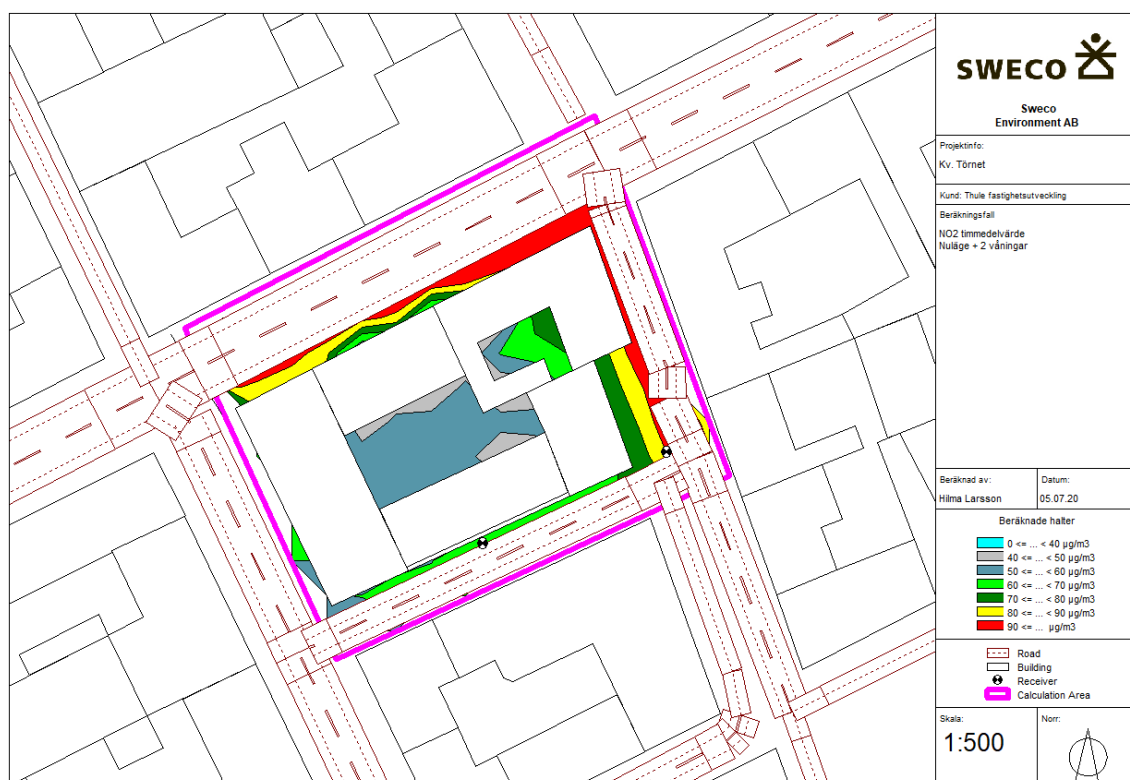 SWECO
Sweco
Environment AB
Projektinfo:
Kv. Törnet
Kund: Thule fastighetsutveckling
Beräkningsfall
NO2 timmedelvärde
Nuläge + 2 våningar
Beräknad av:
Hilma Larsson
Datum:
05.07.20
Beräknade halter
0 <= ... < 40 µg/m3
40 <= ... < 50 µg/m3
50 <= ... < 60 µg/m3
60 <= ... < 70 µg/m3
70 <= ... < 80 µg/m3
80 <= ... < 90 µg/m3
90 <= ... µg/m3
Road
Building
Receiver
Calculation Area
Skala:
1:500
Norr: